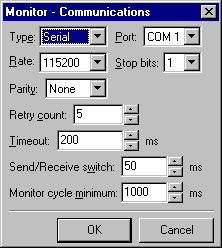 Monitor - Communications
Type: Serial Port: COM 1
Rate: 115200 Stop bits: 1
Parity: None
Retry count: 5
Timeout: 200 ms
Send/Receive switch: 50 ms
Monitor cycle minimum: 1000 ms
OK Cancel